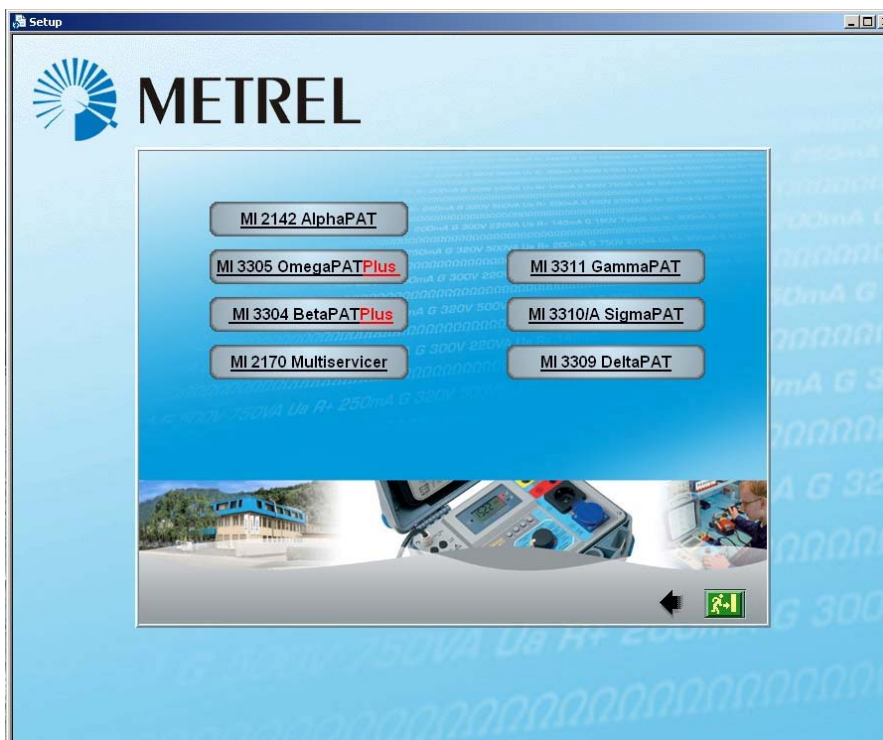 Setup
METREL
MI 2142 AlphaPAT
MI 3305 OmegaPATPlus
MI 3311 GammaPAT
MI 3304 BetaPATPlus
MI 3310/A SigmaPAT
MI 2170 Multiservicer
MI 3309 DeltaPAT